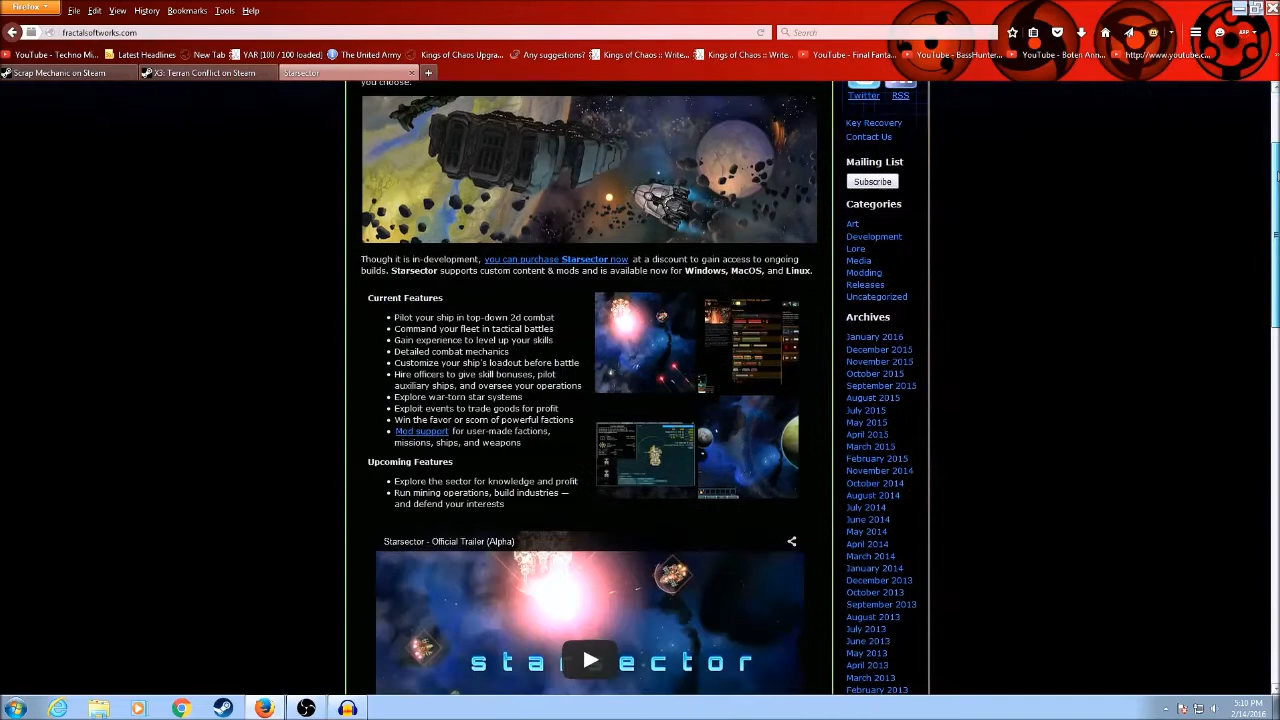 Firefox
File Edit View History Bookmarks Tools Help
fractalsoftworks.com
Search
YouTube - Techno Mi...
Latest Headlines
New Tab
YAR [100 / 100 loaded]
The United Army
Kings of Chaos Upgra...
Any suggestions?
Kings of Chaos :: Write...
Kings of Chaos :: Write...
YouTube - Final Fanta...
YouTube - BassHunter...
YouTube - Boten Ann...
http://www.youtube.c...
Scrap Mechanic on Steam
X3: Terran Conflict on Steam
Starsector
you choose.
Though it is in-development, you can purchase Starsector now at a discount to gain access to ongoing
builds. Starsector supports custom content & mods and is available now for Windows, MacOS, and Linux.
Current Features
• Pilot your ship in top-down 2d combat
• Command your fleet in tactical battles
• Gain experience to level up your skills
• Detailed combat mechanics
• Customize your ship's loadout before battle
• Hire officers to give skill bonuses, pilot
auxiliary ships, and oversee your operations
• Explore war-torn star systems
• Exploit events to trade goods for profit
• Win the favor or scorn of powerful factions
• Mod support for user-made factions,
missions, ships, and weapons
Upcoming Features
• Explore the sector for knowledge and profit
• Run mining operations, build industries —
and defend your interests
Starsector - Official Trailer (Alpha)
Twitter RSS
Key Recovery
Contact Us
Mailing List
Subscribe
Categories
Art
Development
Lore
Media
Modding
Releases
Uncategorized
Archives
January 2016
December 2015
November 2015
October 2015
September 2015
August 2015
July 2015
May 2015
April 2015
March 2015
February 2015
November 2014
October 2014
August 2014
July 2014
June 2014
May 2014
April 2014
March 2014
January 2014
December 2013
October 2013
September 2013
August 2013
July 2013
June 2013
May 2013
April 2013
March 2013
February 2013
5:10 PM
2/14/2016